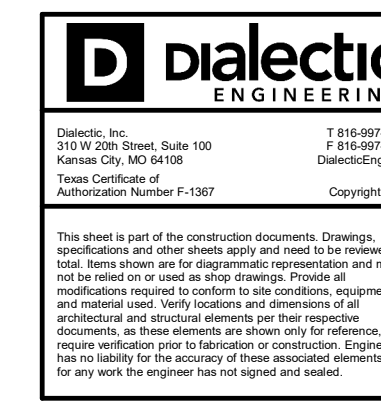 D Dialectic
ENGINEERIN
Dialectic, Inc.
310 W 20th Street, Suite 100
Kansas City, MO 64108
T 816-997
F 816-997
DialecticEng
Texas Certificate of
Authorization Number F-1367
Copyright
This sheet is part of the construction documents. Drawings,
specifications and other sheets apply and need to be reviewe
total. Items shown are for diagrammatic representation and m
not be relied on or used as shop drawings. Provide all
modifications required to conform to site conditions, equipme
and material used. Verify locations and dimensions of all
architectural and structural elements per their respective
documents, as these elements are shown only for reference,
require verification prior to fabrication or construction. Engine
has no liability for the accuracy of these associated elements
for any work the engineer has not signed and sealed.